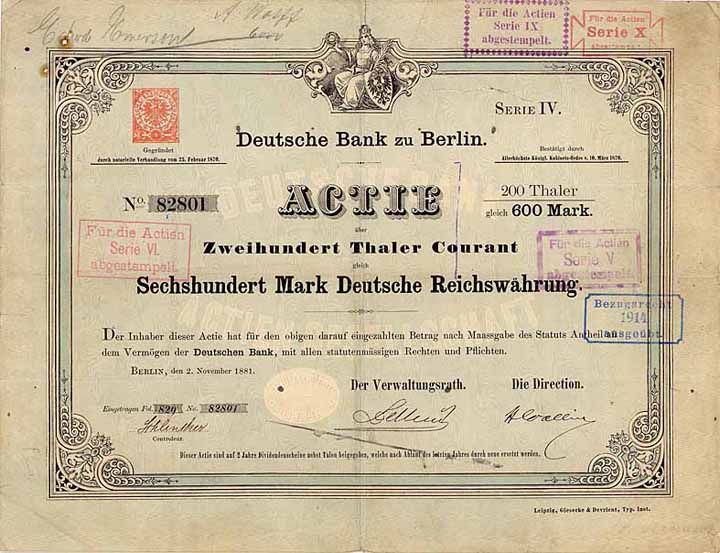 A. Wolff
Für die Actien
Serie IX
abgestempelt.
Für die Actien
Serie X
abgestempelt
SERIE IV.
Deutsche Bank zu Berlin.
Gegründet
durch notarielle Verhandlung vom 25. Februar 1870.
Bestätigt durch
Allerhöchste Königl. Kabinets-Ordre v. 10. März 1870.
No. 82801
ACTIE
200 Thaler
gleich 600 Mark.
über
Zweihundert Thaler Courant
gleich
Sechshundert Mark Deutsche Reichswährung.
Für die Actien
Serie VI.
abgestempelt.
Für die Actien
Serie V
abgestempelt.
Bezugsrecht
1914
ausgeübt.
Der Inhaber dieser Actie hat für den obigen darauf eingezahlten Betrag nach Maassgabe des Statuts Antheil an
dem Vermögen der Deutschen Bank, mit allen statutenmässigen Rechten und Pflichten.
BERLIN, den 2. November 1881.
Der Verwaltungsrath.
Die Direction.
Eingetragen Fol. 829 No. 82801
Controleur.
Dieser Actie sind auf 2 Jahre Dividendenscheine nebst Talon beigegeben, welche nach Ablauf des letzten Jahres durch neue ersetzt werden.
Leipzig, Giesecke & Devrient, Typ. Inst.